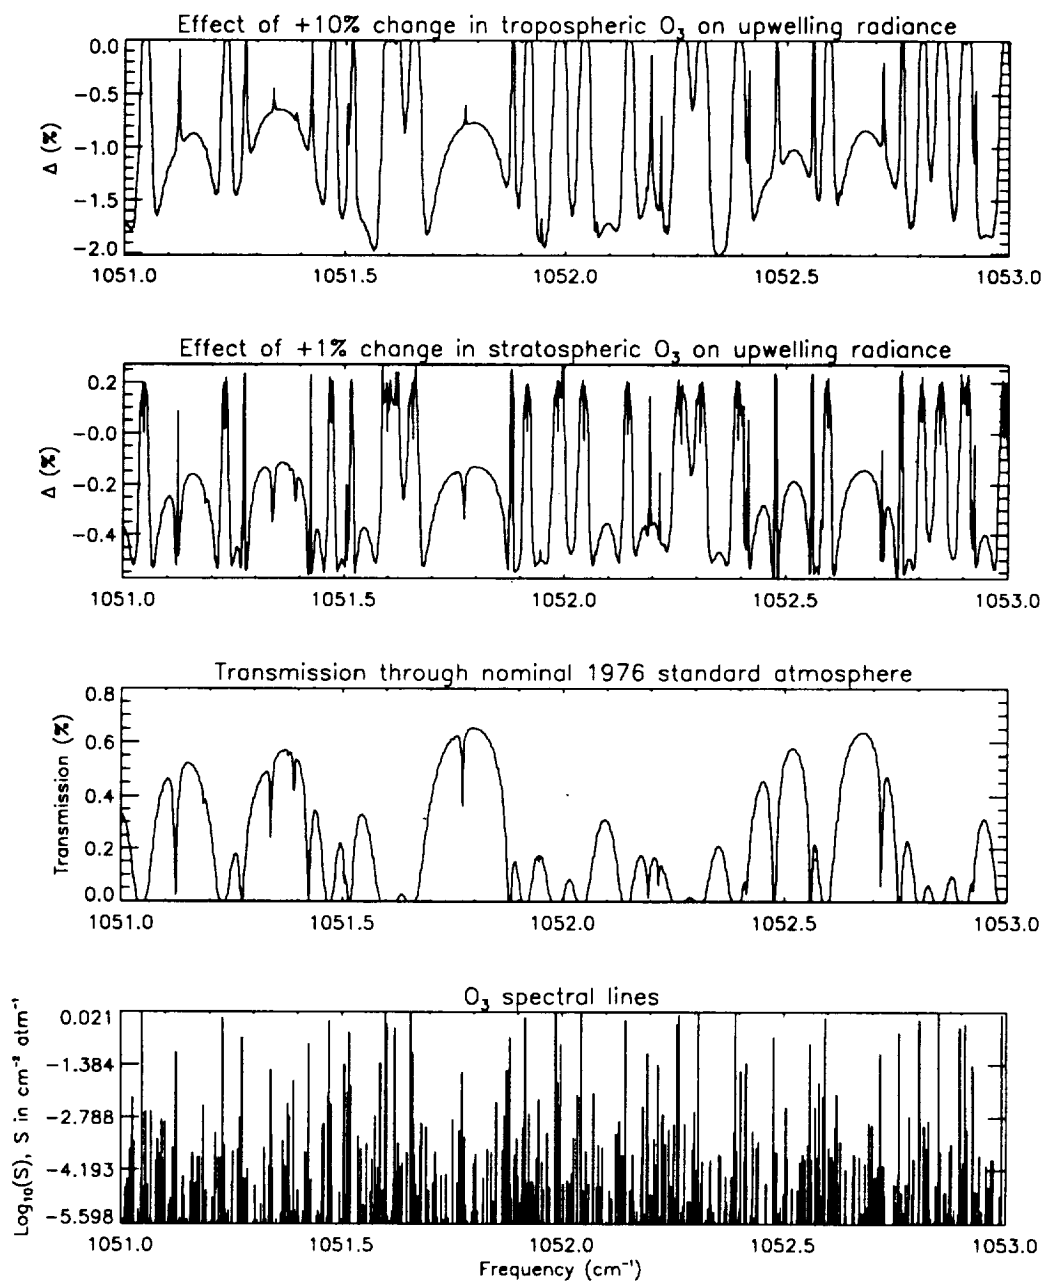 Effect of +10% change in tropospheric O3 on upwelling radiance
0.0
−0.5
−1.0
−1.5
−2.0
Δ (%)
1051.0 1051.5 1052.0 1052.5 1053.0
Effect of +1% change in stratospheric O3 on upwelling radiance
0.2
−0.0
−0.2
−0.4
Δ (%)
1051.0 1051.5 1052.0 1052.5 1053.0
Transmission through nominal 1976 standard atmosphere
0.8
0.6
0.4
0.2
0.0
Transmission (%)
1051.0 1051.5 1052.0 1052.5 1053.0
O3 spectral lines
0.021
−1.384
−2.788
−4.193
−5.598
Log10(S), S in cm⁻² atm⁻¹
1051.0 1051.5 1052.0 1052.5 1053.0
Frequency (cm⁻¹)